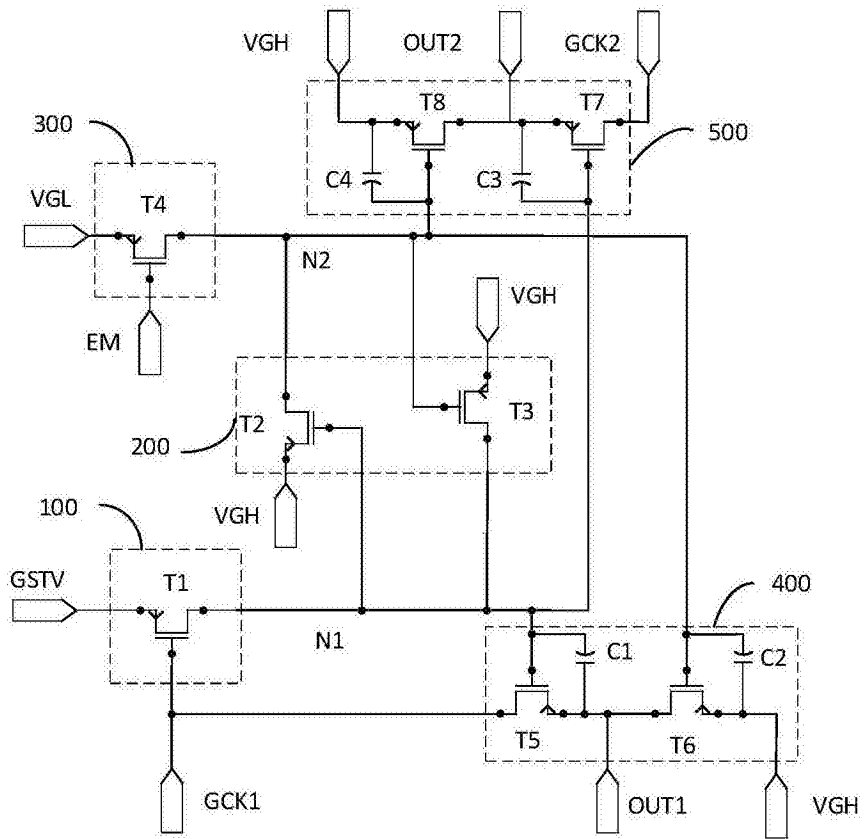 VGH
OUT2
GCK2
T8
T7
300
500
C4
C3
VGL
T4
N2
VGH
EM
T2
T3
200
VGH
100
GSTV
T1
400
N1
C1
C2
T5
T6
GCK1
OUT1
VGH